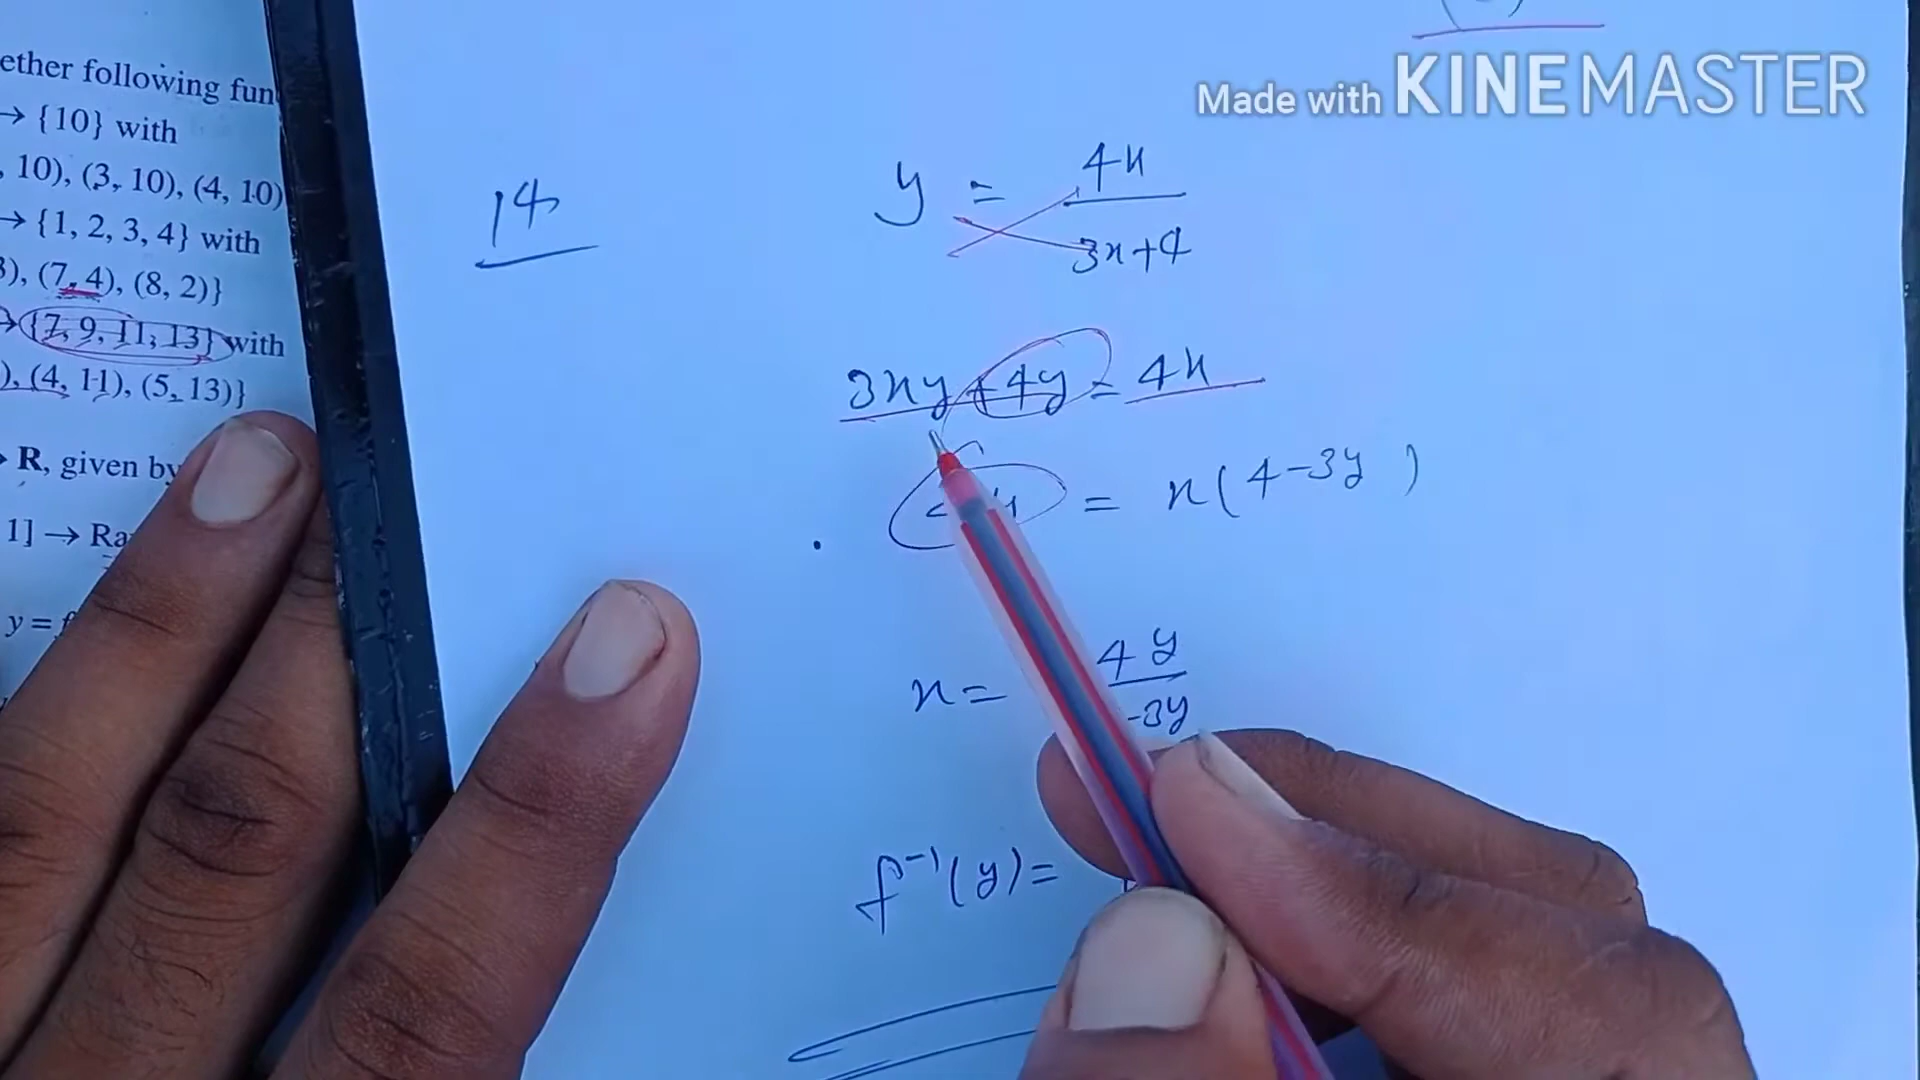 ether following fun
→ {10} with
, 10), (3, 10), (4, 10)
→ {1, 2, 3, 4} with
3), (7, 4), (8, 2)}
→ {7, 9, 11, 13} with
), (4, 11), (5, 13)}
→ R, given by
1] → Ra
y = f
Made with KINEMASTER
14
y = 4x
3x+4
3xy + 4y = 4x
= x(4-3y)
x = 4y
-3y
f⁻¹(y) =